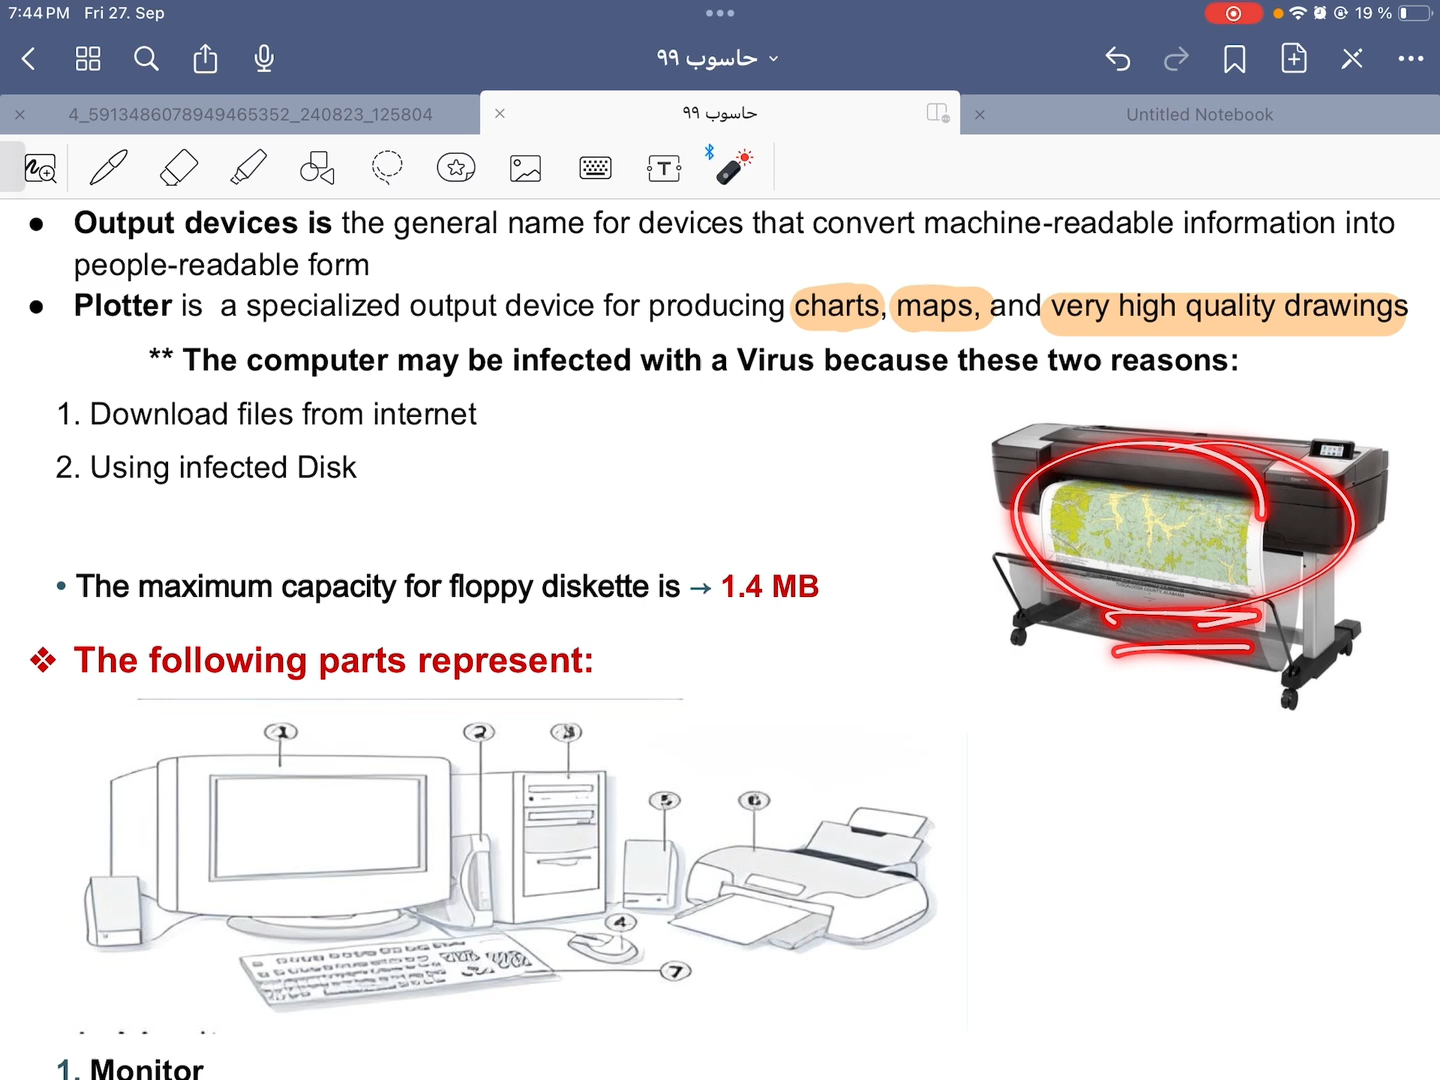 7:44 PM Fri 27. Sep
19 %
حاسوب ٩٩
4_5913486078949465352_240823_125804
حاسوب ٩٩
Untitled Notebook
● Output devices is the general name for devices that convert machine-readable information into
people-readable form
● Plotter is a specialized output device for producing charts, maps, and very high quality drawings
** The computer may be infected with a Virus because these two reasons:
1. Download files from internet
2. Using infected Disk
• The maximum capacity for floppy diskette is → 1.4 MB
❖ The following parts represent:
1
2
3
5
6
4
7
1. Monitor